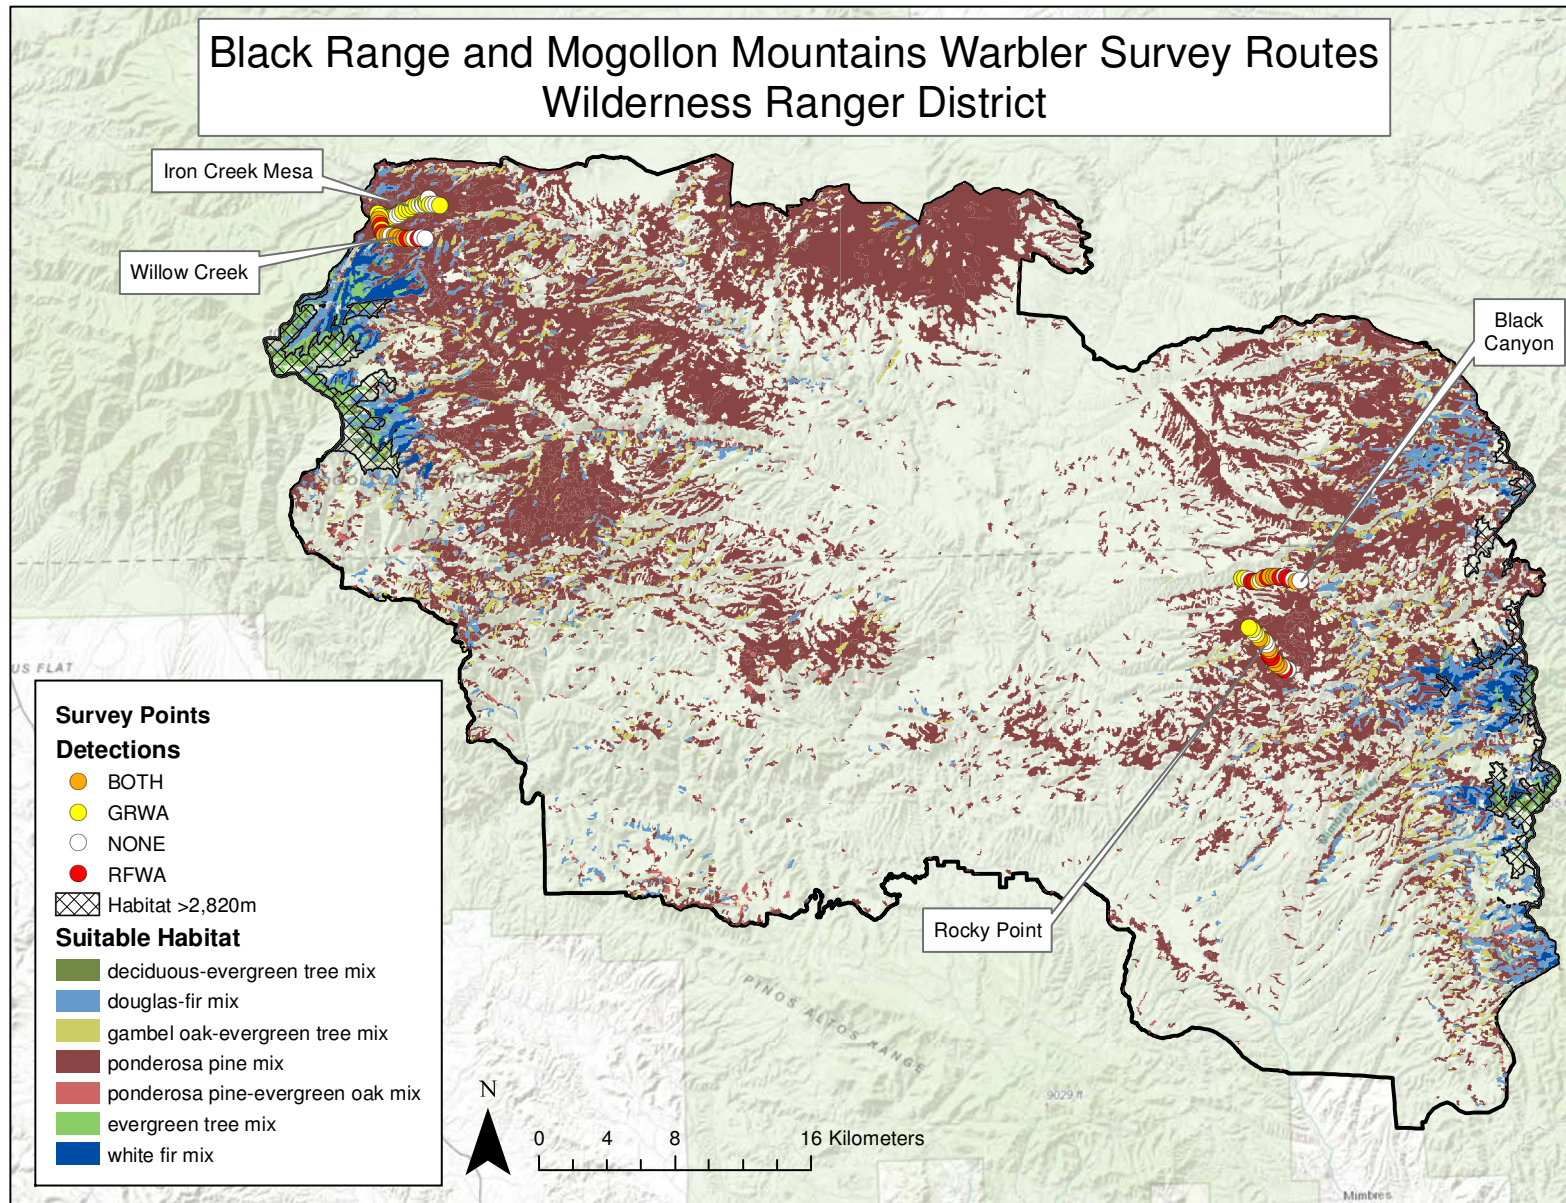 Black Range and Mogollon Mountains Warbler Survey Routes
Wilderness Ranger District
Iron Creek Mesa
Willow Creek
Black
Canyon
US FLAT
Rocky Point
PINOS ALTOS RANGE
9029 ft
Mimbres
Survey Points
Detections
BOTH
GRWA
NONE
RFWA
Habitat >2,820m
Suitable Habitat
deciduous-evergreen tree mix
douglas-fir mix
gambel oak-evergreen tree mix
ponderosa pine mix
ponderosa pine-evergreen oak mix
evergreen tree mix
white fir mix
N
0 4 8 16 Kilometers